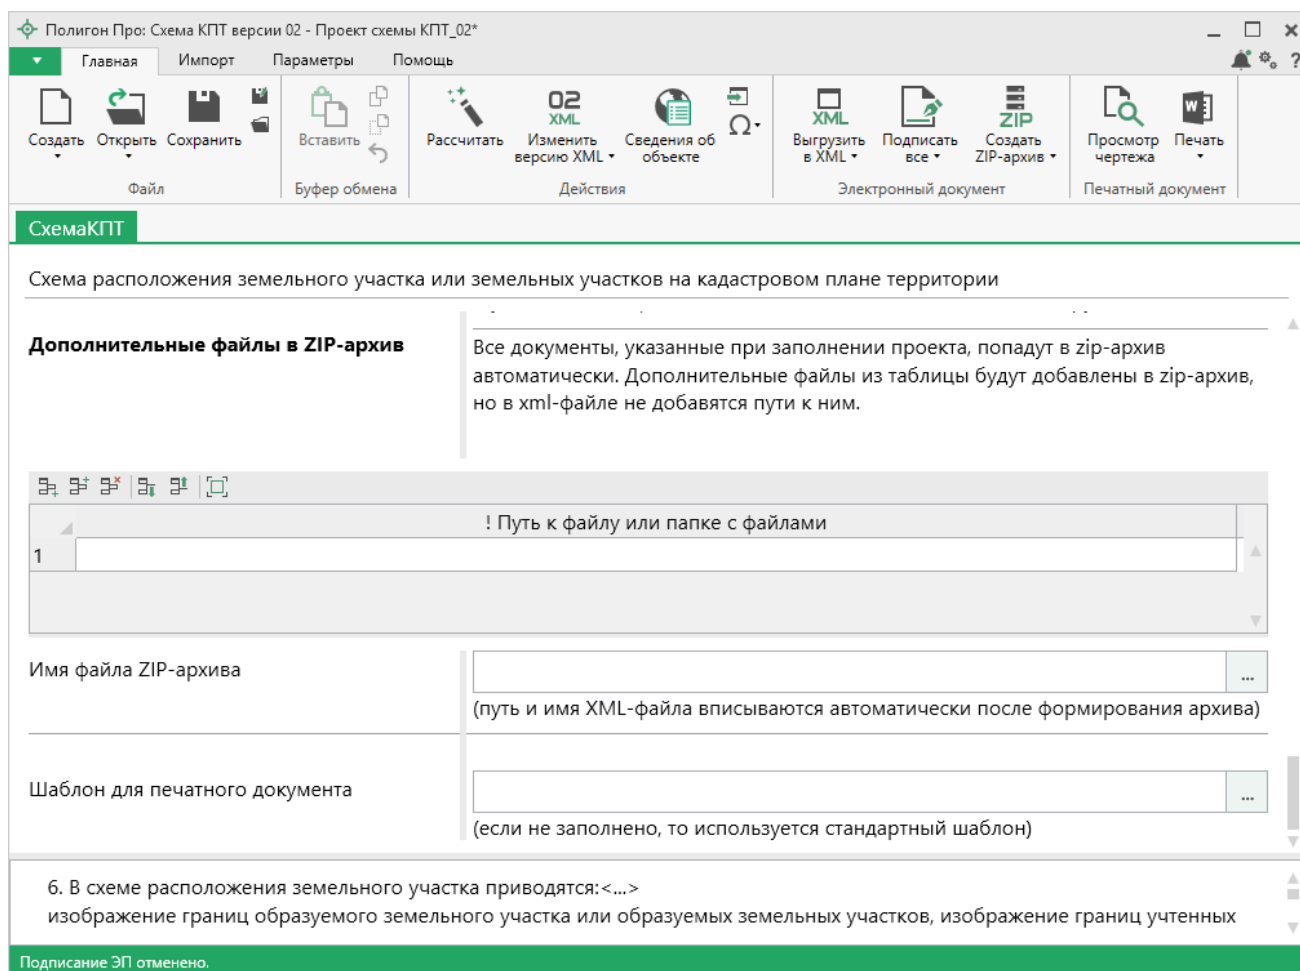 Полигон Про: Схема КПТ версии 02 - Проект схемы КПТ_02*
Главная Импорт Параметры Помощь
Создать Открыть Сохранить Вставить Рассчитать 02 XML Изменить версию XML Сведения об объекте XML Выгрузить в XML Подписать все ZIP Создать ZIP-архив Просмотр чертежа W Печать
Файл Буфер обмена Действия Электронный документ Печатный документ
СхемаКПТ
Схема расположения земельного участка или земельных участков на кадастровом плане территории
Дополнительные файлы в ZIP-архив
Все документы, указанные при заполнении проекта, попадут в zip-архив
автоматически. Дополнительные файлы из таблицы будут добавлены в zip-архив,
но в xml-файле не добавятся пути к ним.
! Путь к файлу или папке с файлами
1
Имя файла ZIP-архива
...
(путь и имя XML-файла вписываются автоматически после формирования архива)
Шаблон для печатного документа
...
(если не заполнено, то используется стандартный шаблон)
6. В схеме расположения земельного участка приводятся:<...>
изображение границ образуемого земельного участка или образуемых земельных участков, изображение границ учтенных
Подписание ЭП отменено.